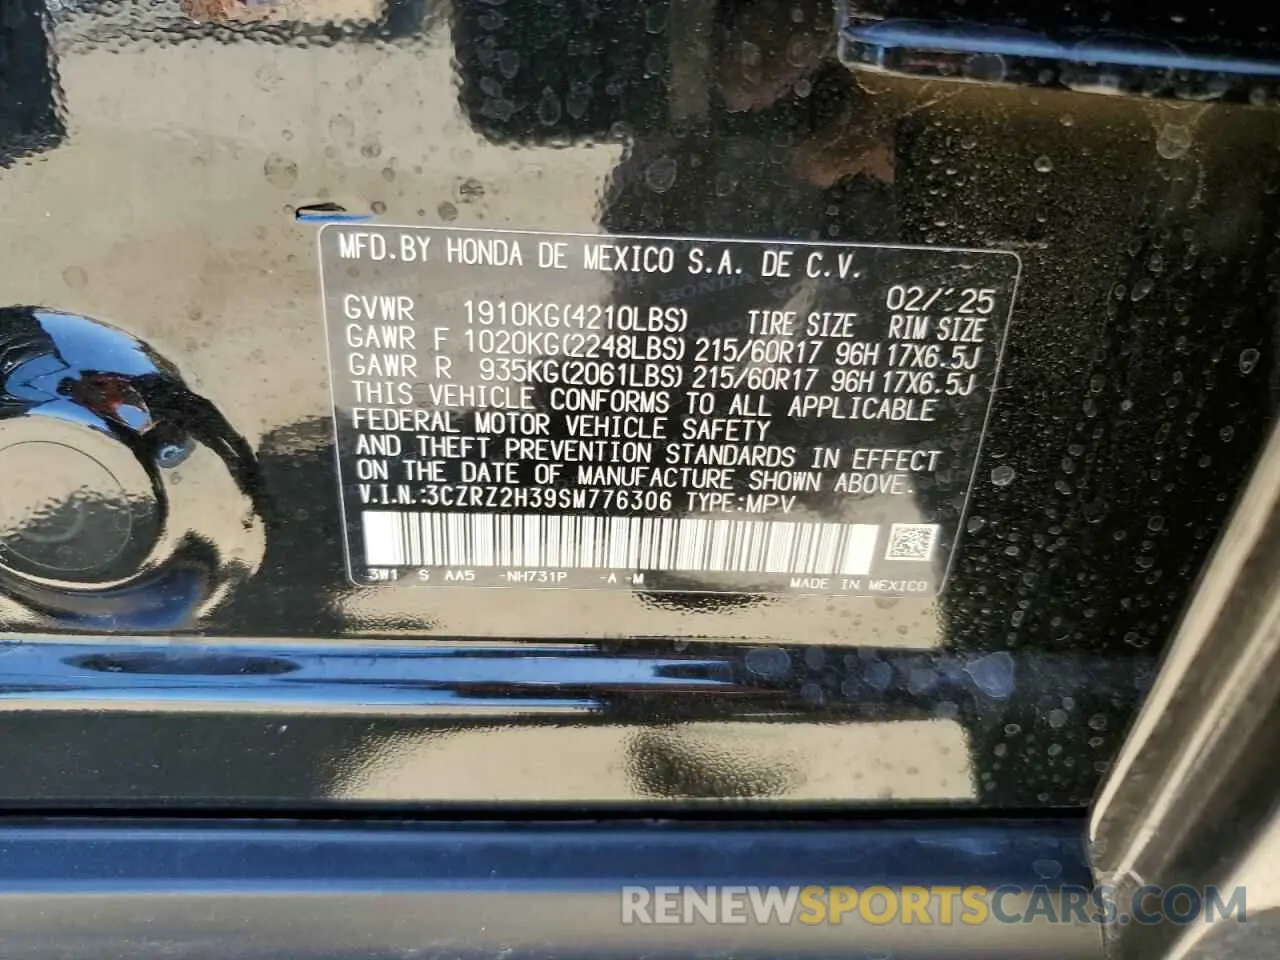 MFD.BY HONDA DE MEXICO S.A. DE C.V.
02/'25
GVWR 1910KG(4210LBS) TIRE SIZE RIM SIZE
GAWR F 1020KG(2248LBS) 215/60R17 96H 17X6.5J
GAWR R 935KG(2061LBS) 215/60R17 96H 17X6.5J
THIS VEHICLE CONFORMS TO ALL APPLICABLE
FEDERAL MOTOR VEHICLE SAFETY
AND THEFT PREVENTION STANDARDS IN EFFECT
ON THE DATE OF MANUFACTURE SHOWN ABOVE.
V.I.N.:3CZRZ2H39SM776306 TYPE:MPV
3W1 S AA5 -NH731P -A -M MADE IN MEXICO
RENEWSPORTSCARS.COM